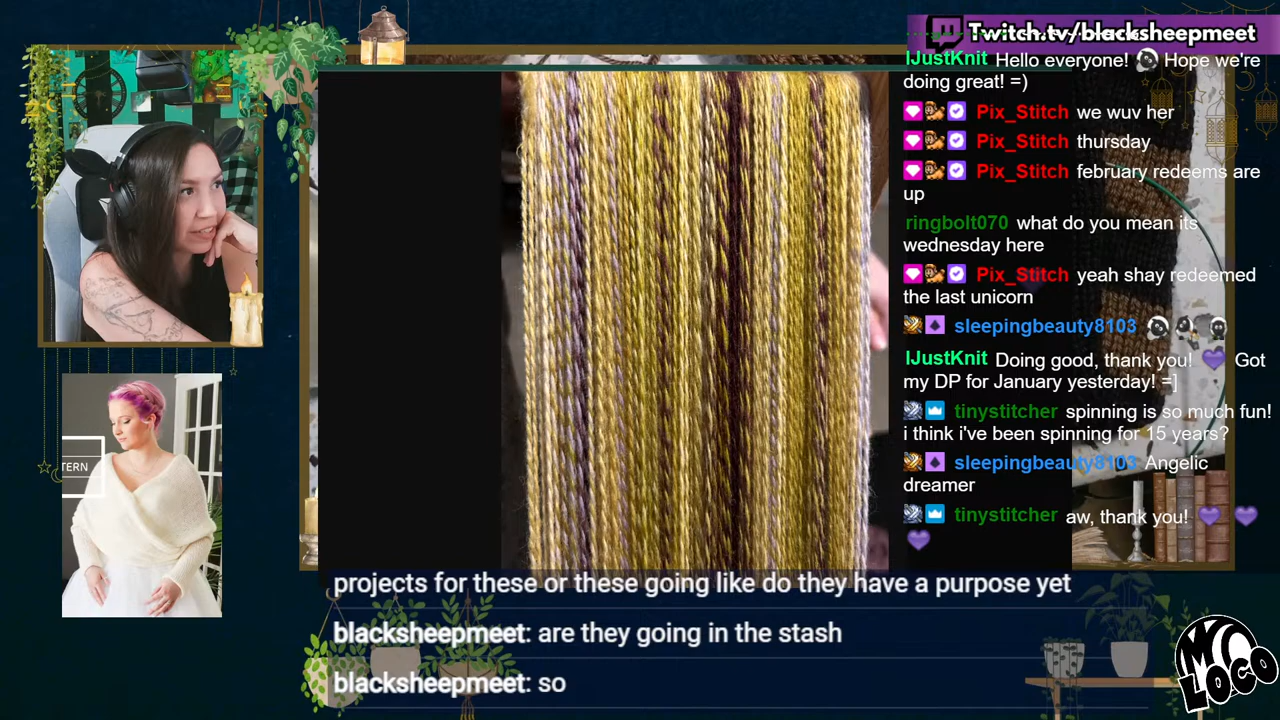 Twitch.tv/blacksheepmeet
IJustKnit Hello everyone! Hope we're
doing great! =)
Pix_Stitch we wuv her
Pix_Stitch thursday
Pix_Stitch february redeems are
up
ringbolt070 what do you mean its
wednesday here
Pix_Stitch yeah shay redeemed
the last unicorn
sleepingbeauty8103
IJustKnit Doing good, thank you! Got
my DP for January yesterday! =]
tinystitcher spinning is so much fun!
i think i've been spinning for 15 years?
sleepingbeauty8103 Angelic
dreamer
tinystitcher aw, thank you!
TERN
projects for these or these going like do they have a purpose yet
blacksheepmeet: are they going in the stash
blacksheepmeet: so
MC
LOCO